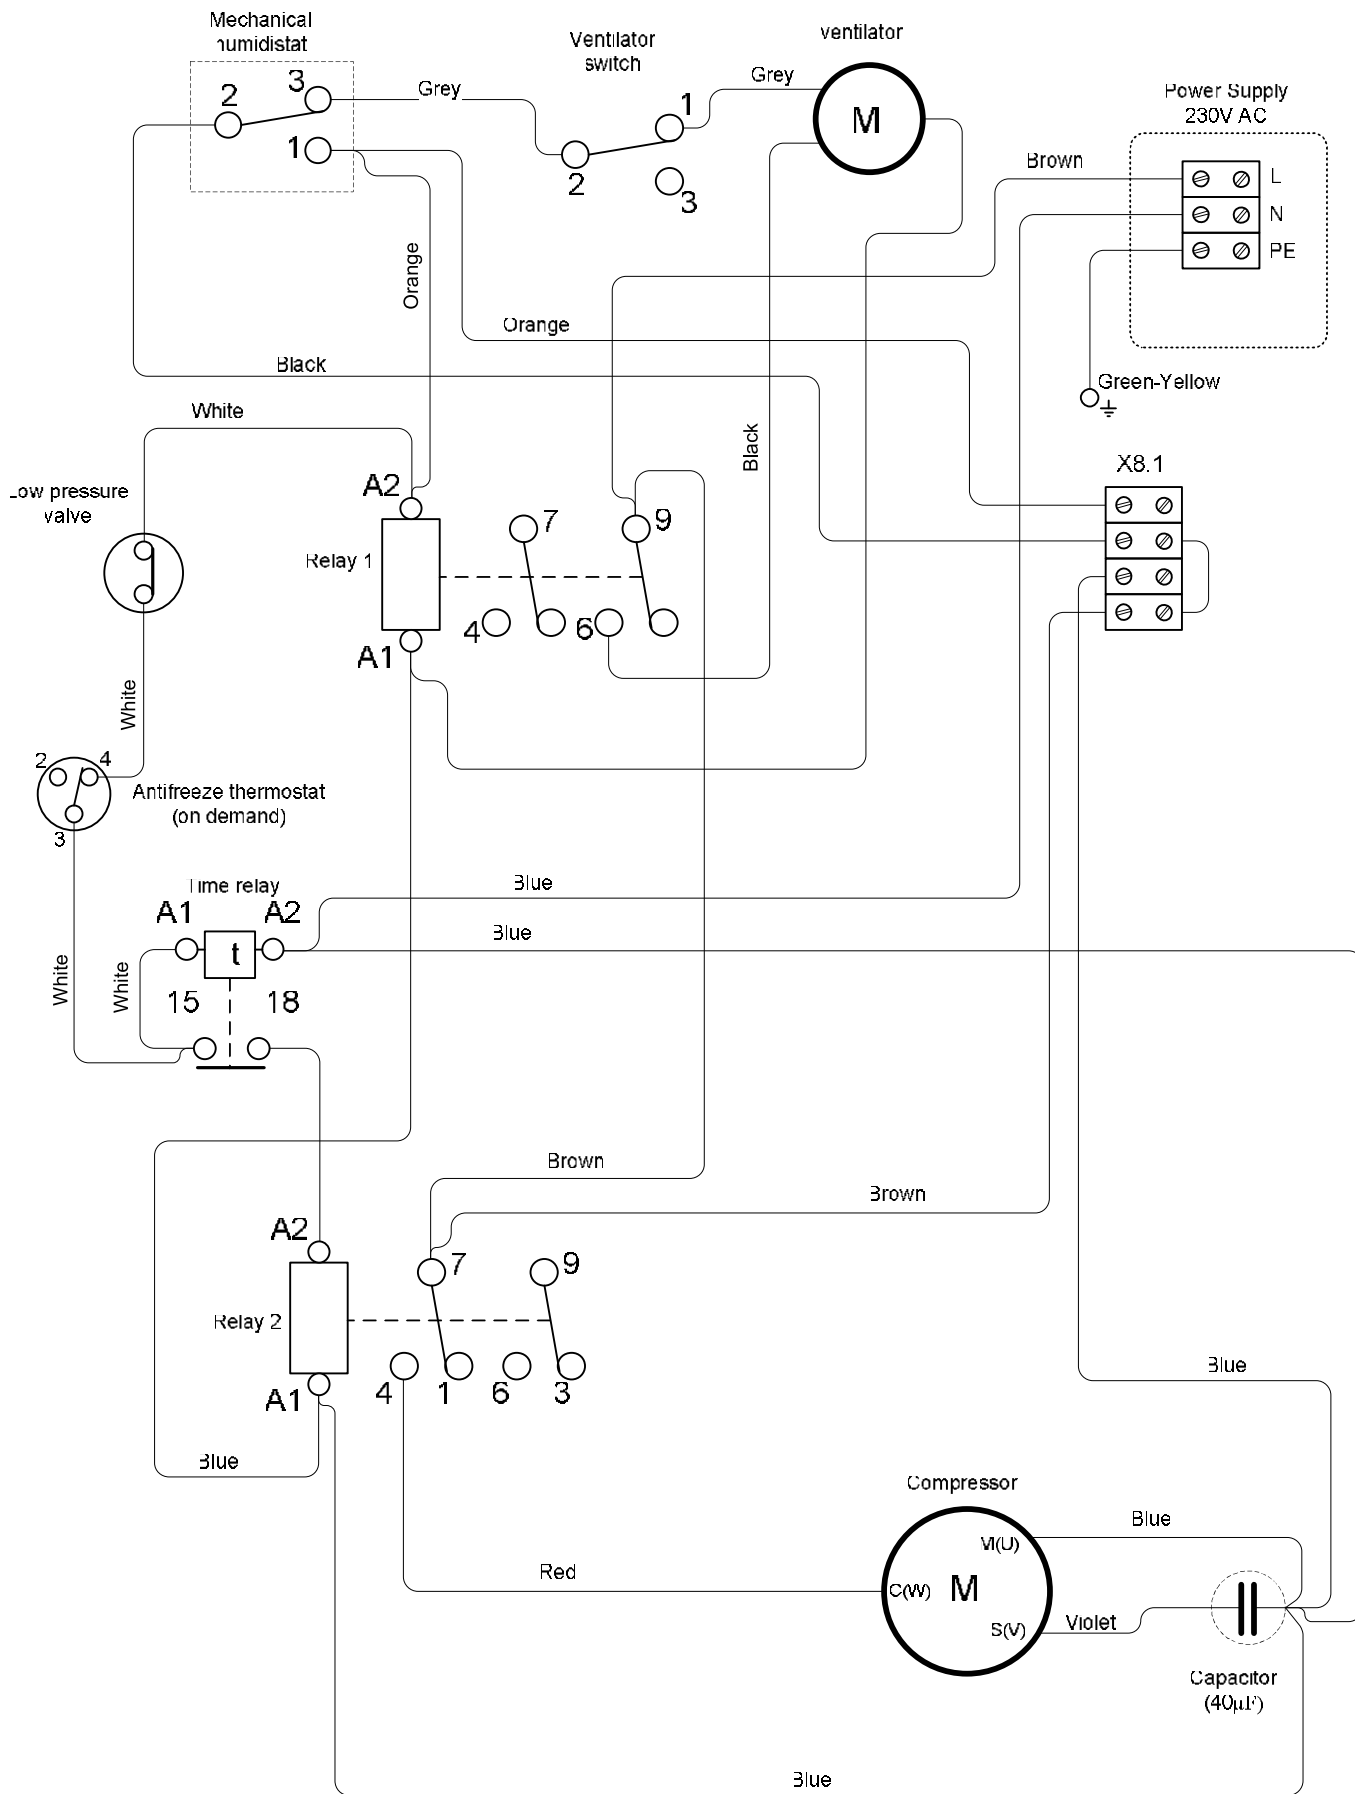 Mechanical
humidistat
3
2
1
Grey
Ventilator
switch
1
2
3
Grey
ventilator
M
Power Supply
230V AC
Brown
L
N
PE
Green-Yellow
Orange
Orange
Black
White
Black
X8.1
Low pressure
valve
A2
Relay 1
A1
7
9
4
6
White
2
4
3
Antifreeze thermostat
(on demand)
Time relay
A1
A2
t
15
18
Blue
Blue
White
White
Brown
Brown
A2
Relay 2
A1
7
9
4
1
6
3
Blue
Blue
Compressor
VI(U)
C(W)
M
S(V)
Blue
Red
Violet
Capacitor
(40µF)
Blue